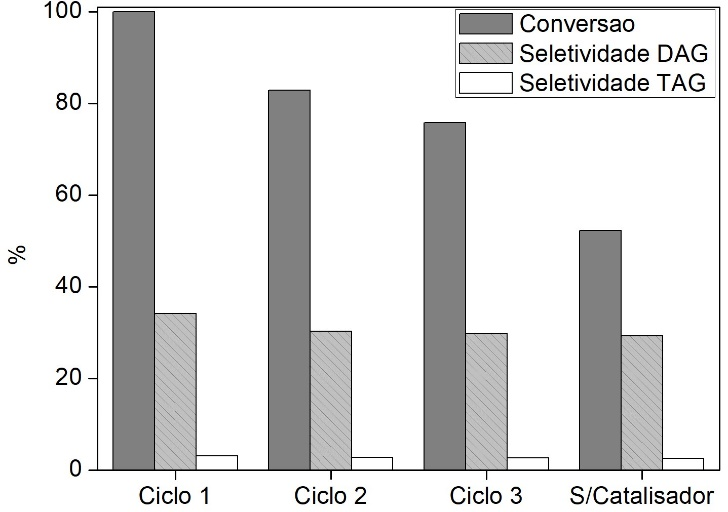 100
80
60
40
20
0
%
Conversao
Seletividade DAG
Seletividade TAG
Ciclo 1
Ciclo 2
Ciclo 3
S/Catalisador